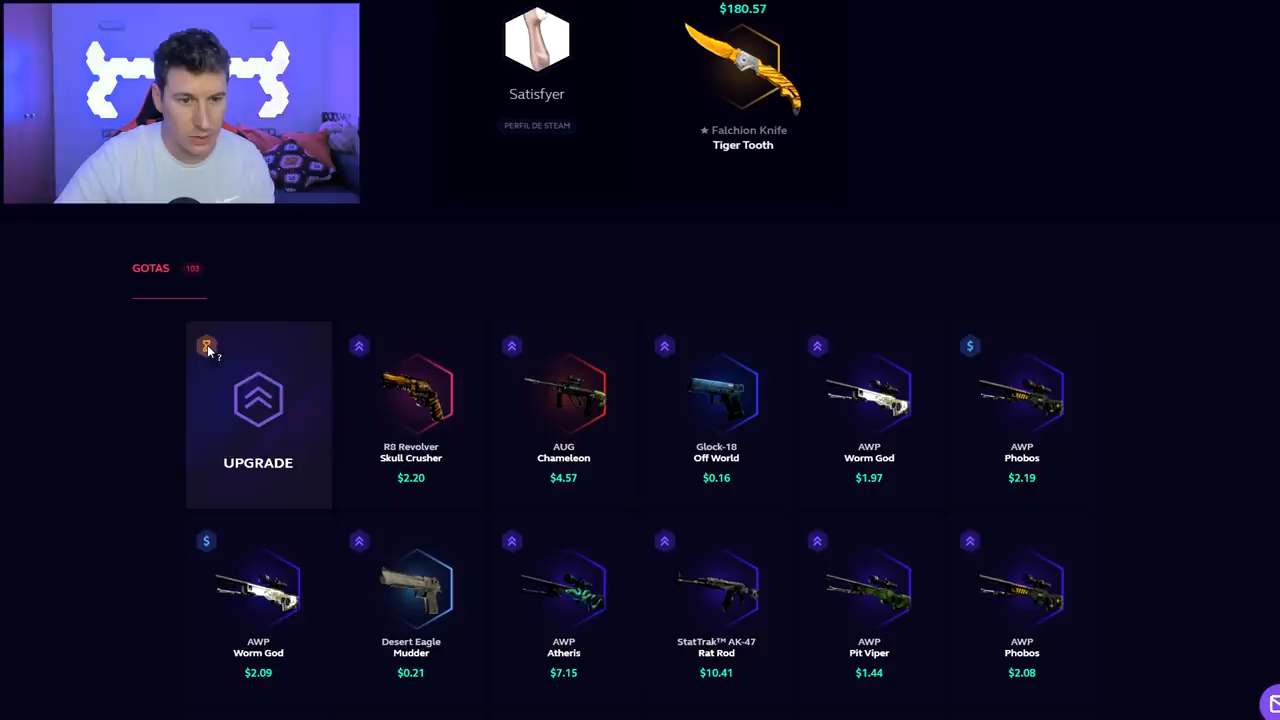 $180.57
Satisfyer
PERFIL DE STEAM
★ Falchion Knife
Tiger Tooth
GOTAS 103
?
UPGRADE
R8 Revolver
Skull Crusher
$2.20
AUG
Chameleon
$4.57
Glock-18
Off World
$0.16
AWP
Worm God
$1.97
$
AWP
Phobos
$2.19
$
AWP
Worm God
$2.09
Desert Eagle
Mudder
$0.21
AWP
Atheris
$7.15
StatTrak™ AK-47
Rat Rod
$10.41
AWP
Pit Viper
$1.44
AWP
Phobos
$2.08